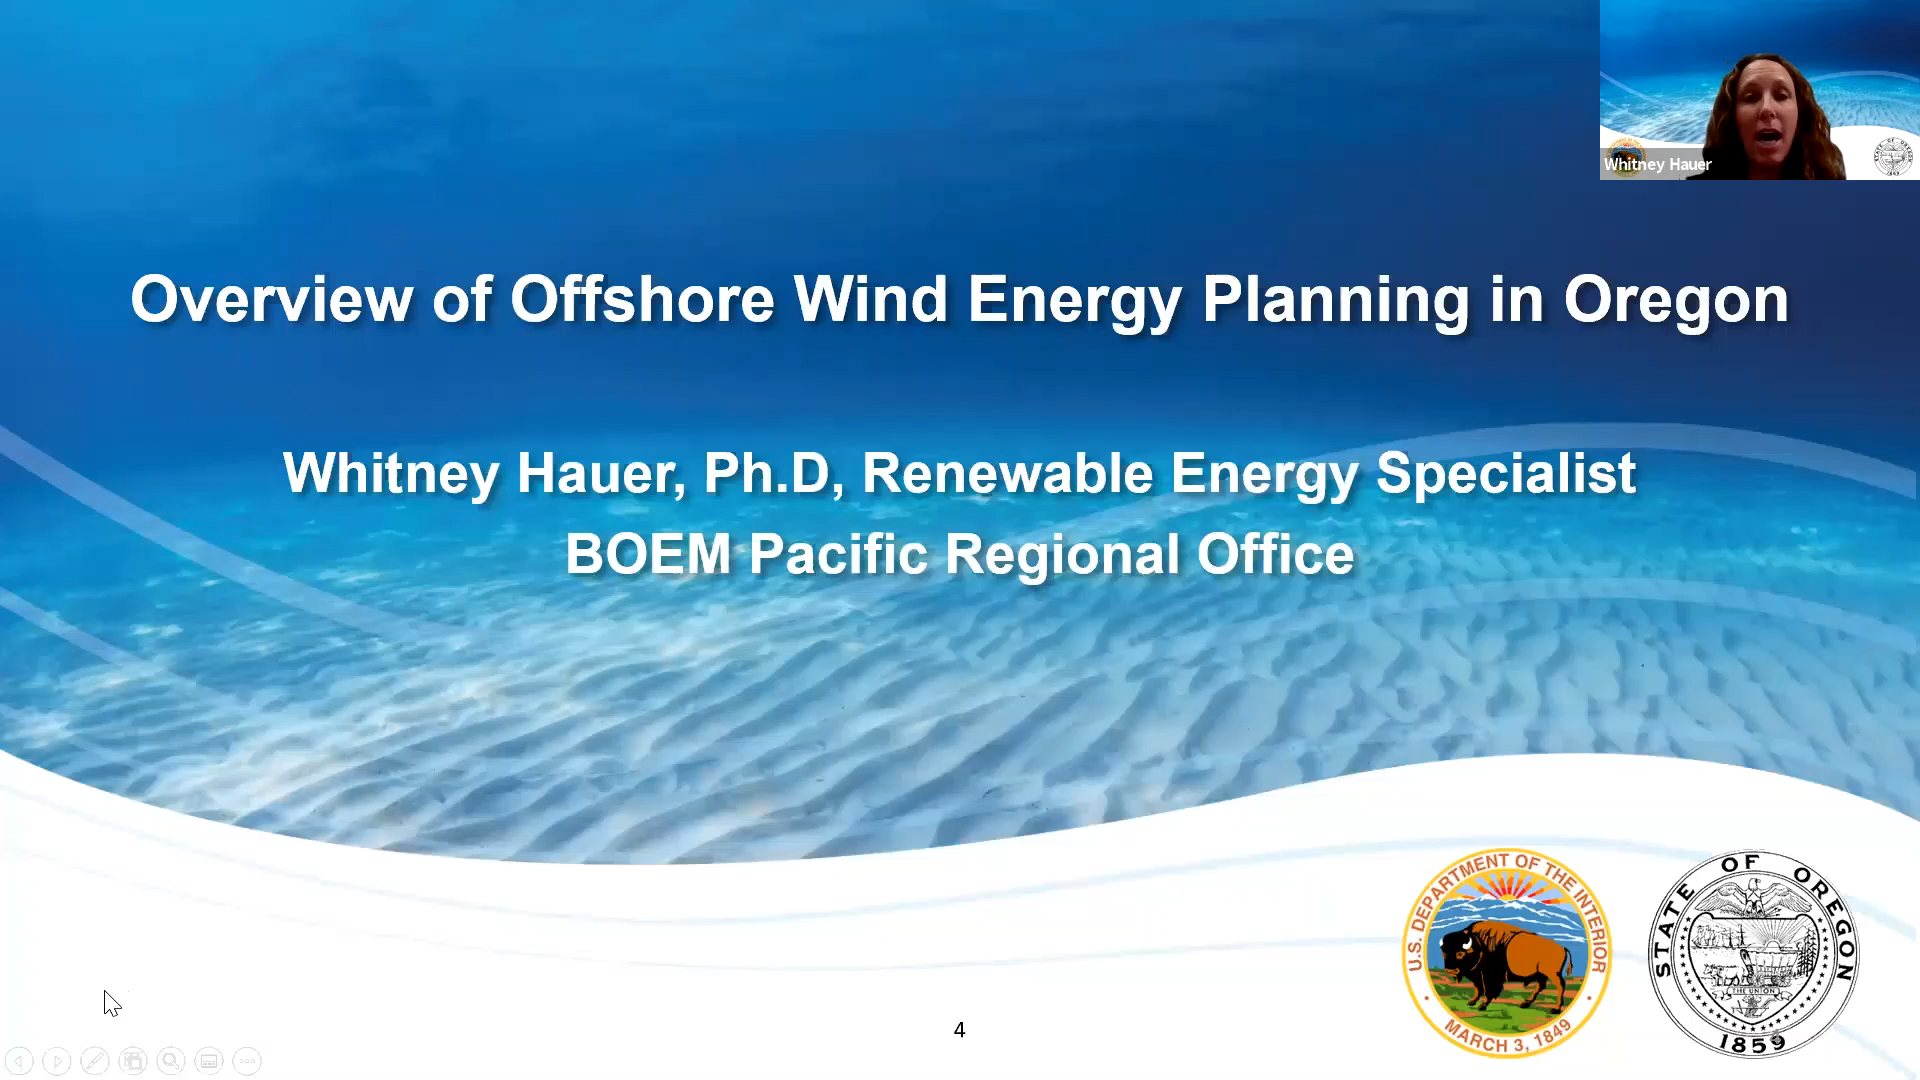 Whitney Hauer
Overview of Offshore Wind Energy Planning in Oregon
Whitney Hauer, Ph.D, Renewable Energy Specialist
BOEM Pacific Regional Office
U.S. DEPARTMENT OF THE INTERIOR
MARCH 3, 1849
STATE OF OREGON
THE UNION
1859
4